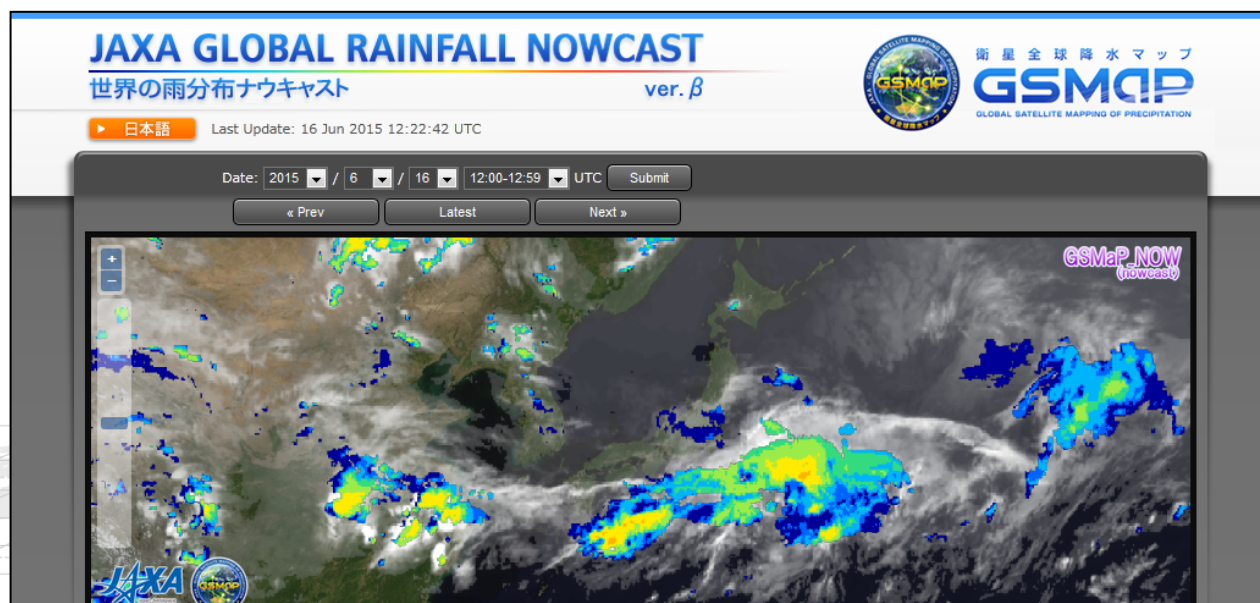 JAXA GLOBAL RAINFALL NOWCAST
世界の雨分布ナウキャスト ver. β
衛星全球降水マップ
GSMaP
GLOBAL SATELLITE MAPPING OF PRECIPITATION
日本語 Last Update: 16 Jun 2015 12:22:42 UTC
Date: 2015 / 6 / 16 12:00-12:59 UTC Submit
« Prev Latest Next »
+
−
GSMaP_NOW
(nowcast)
JAXA GSMaP